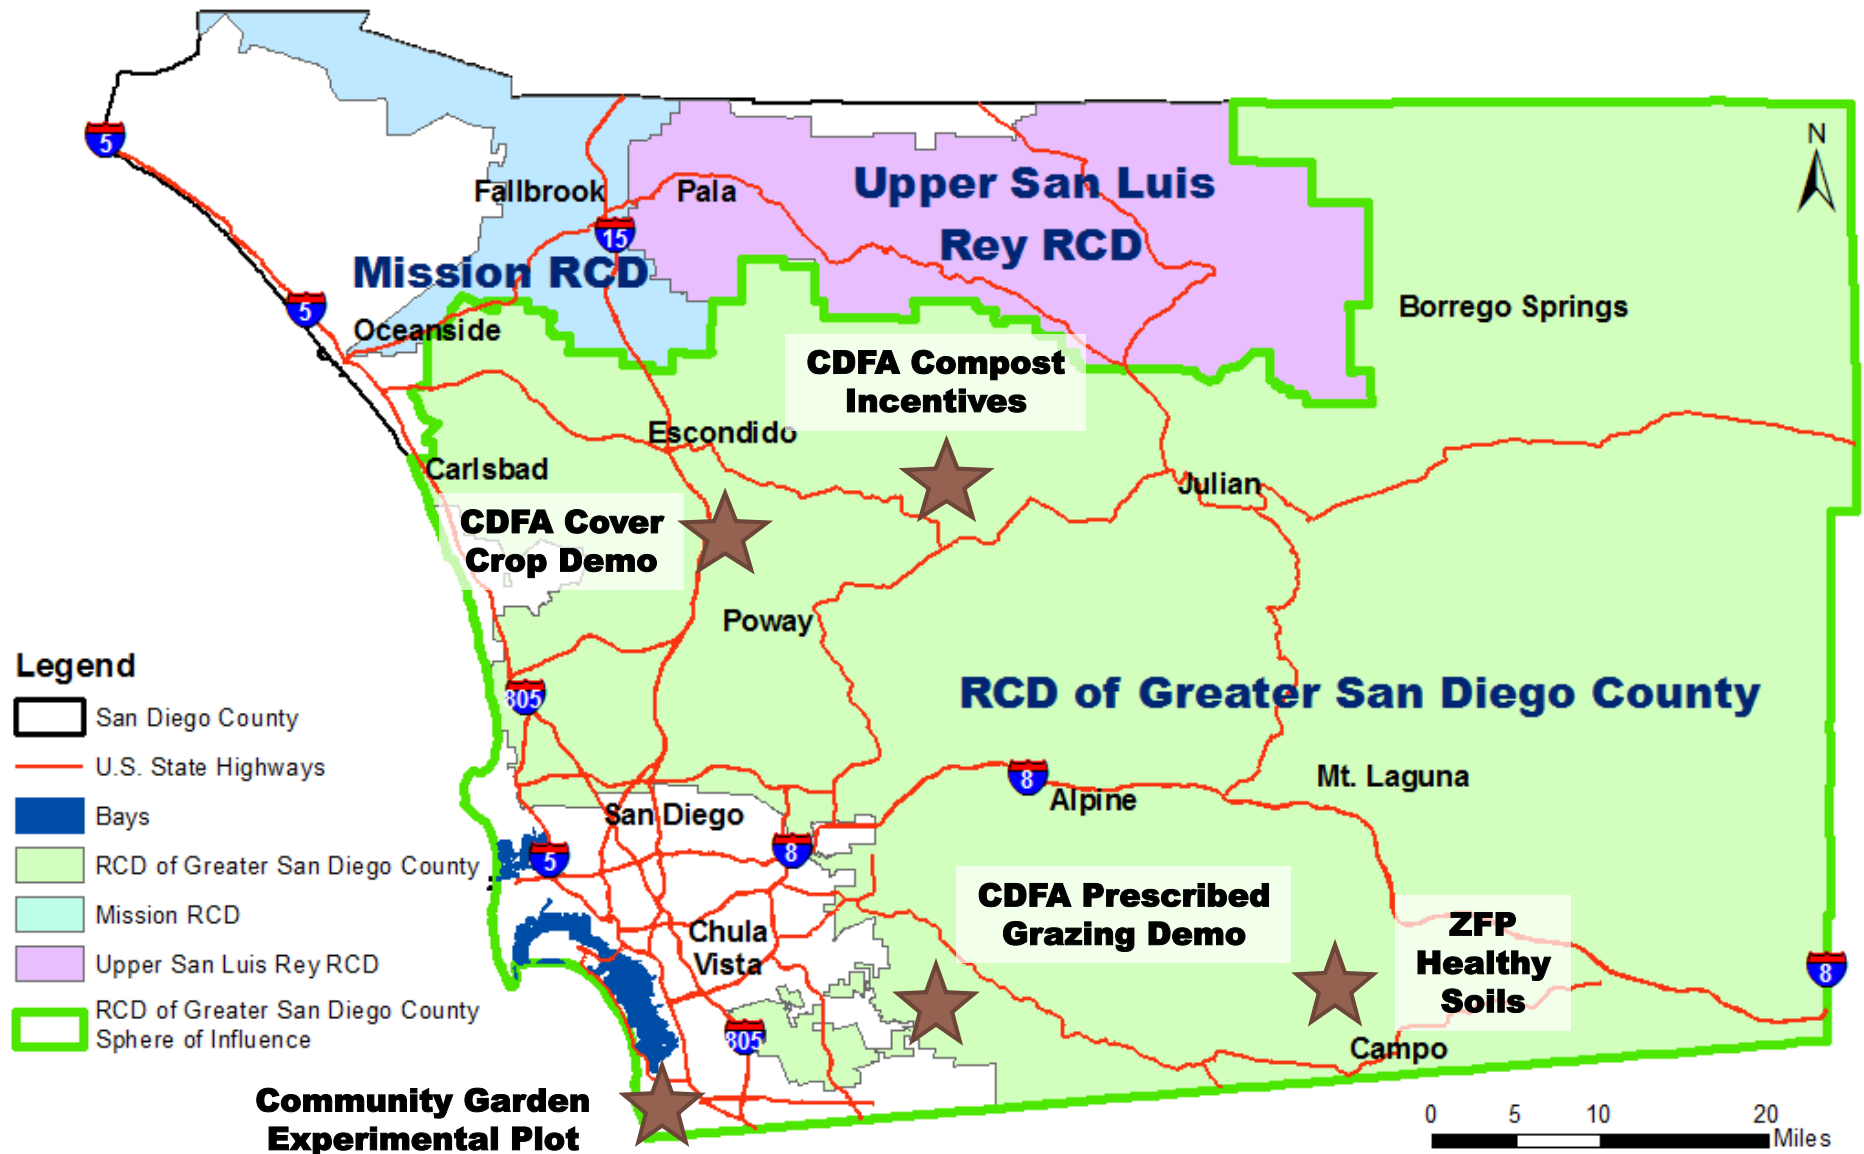 5
N
Fallbrook
Pala
Upper San Luis
Rey RCD
15
Mission RCD
5
Oceanside
Borrego Springs
CDFA Compost
Incentives
Escondido
Carlsbad
Julian
CDFA Cover
Crop Demo
Poway
Legend
San Diego County
U.S. State Highways
Bays
RCD of Greater San Diego County
Mission RCD
Upper San Luis Rey RCD
RCD of Greater San Diego County
Sphere of Influence
805
RCD of Greater San Diego County
8
Alpine
Mt. Laguna
San Diego
5
8
CDFA Prescribed
Grazing Demo
Chula
Vista
ZFP
Healthy
Soils
8
805
Campo
Community Garden
Experimental Plot
0 5 10 20
Miles